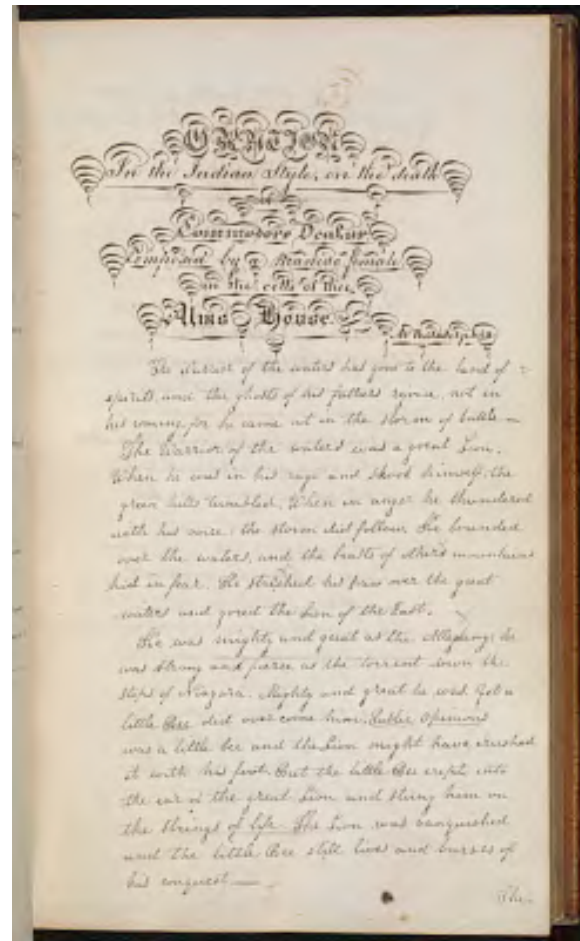 ORATION
In the Indian Style, on the death
of
Commodore Decatur
Composed by a Maniac female
in the cells of the
Alms House.
At Philadelphia
The Warrior of the waters has gone to the land of
spirits and the ghosts of his fathers rejoice not in
his coming for he came not in the storm of battle
The Warrior of the waters was a great Lion.
When he was in his rage and shook himself, the
green hills trembled. When in anger he thundered
with his voice, the storm did follow. He bounded
over the waters, and the beasts of others mountains
hid in fear. He stretched his paw over the great
waters and gored the Lion of the East.
He was mighty and great as the Allegany: he
was strong and fierce as the torrent down the
steps of Niagara. Mighty and great he was. Yet a
little Bee did over come him. Public Opinion
was a little bee and the Lion might have crushed
it with his foot. But the little Bee crept into
the ear of the great Lion and stung him on
the strings of life. The Lion was vanquished
and the little Bee still lives and buzzes of
his conquest
The